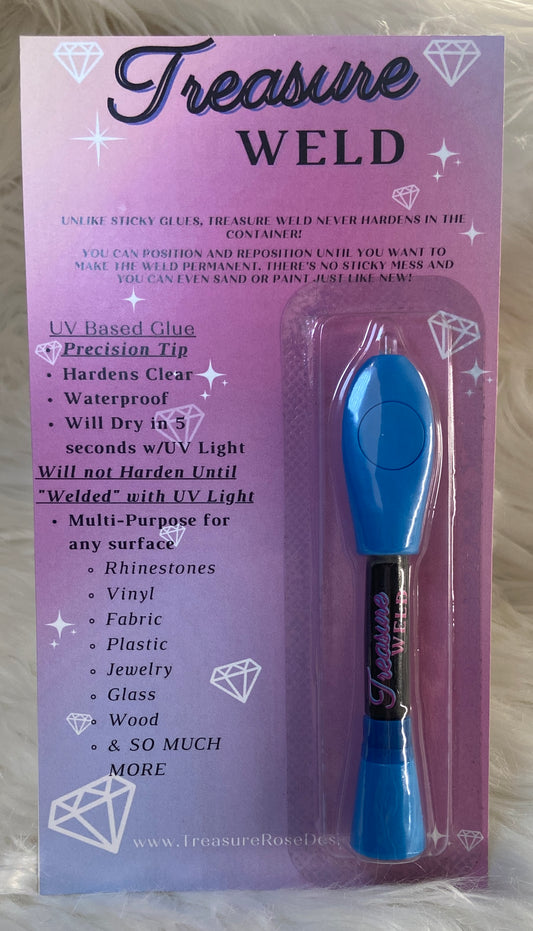 Treasure
WELD
UNLIKE STICKY GLUES, TREASURE WELD NEVER HARDENS IN THE
CONTAINER!
YOU CAN POSITION AND REPOSITION UNTIL YOU WANT TO
MAKE THE WELD PERMANENT. THERE'S NO STICKY MESS AND
YOU CAN EVEN SAND OR PAINT JUST LIKE NEW!
UV Based Glue
• Precision Tip
• Hardens Clear
• Waterproof
• Will Dry in 5
seconds w/UV Light
Will not Harden Until
"Welded" with UV Light
• Multi-Purpose for
any surface
◦ Rhinestones
◦ Vinyl
◦ Fabric
◦ Plastic
◦ Jewelry
◦ Glass
◦ Wood
◦ & SO MUCH
MORE
Treasure
WELD
www.TreasureRoseDes